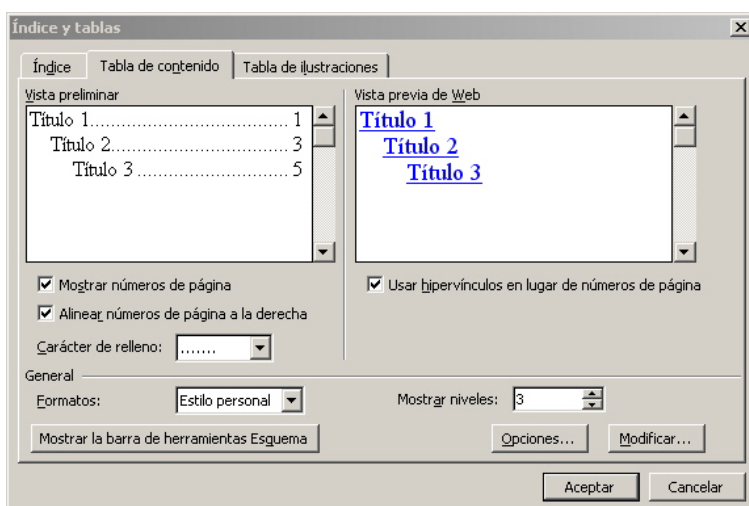 Índice y tablas
Índice
Tabla de contenido
Tabla de ilustraciones
Vista preliminar
Título 1.................................... 1
Título 2................................ 3
Título 3............................ 5
Vista previa de Web
Título 1
Título 2
Título 3
Mostrar números de página
Alinear números de página a la derecha
Carácter de relleno: .......
Usar hipervínculos en lugar de números de página
General
Formatos: Estilo personal
Mostrar niveles: 3
Mostrar la barra de herramientas Esquema
Opciones...
Modificar...
Aceptar
Cancelar